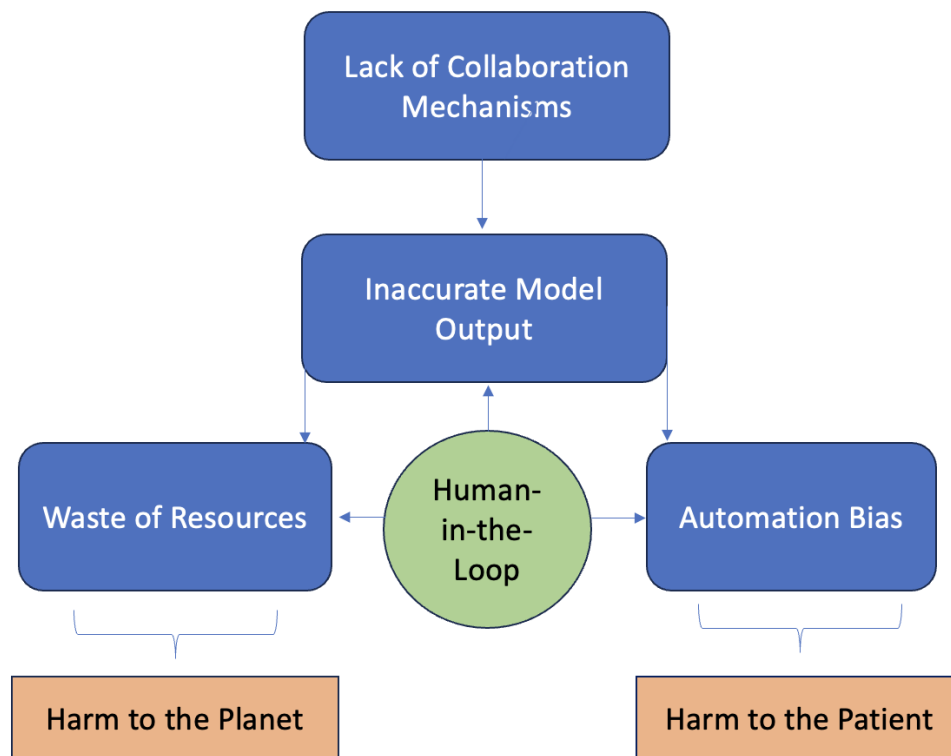 Lack of Collaboration
Mechanisms
Inaccurate Model
Output
Waste of Resources
Human-
in-the-
Loop
Automation Bias
Harm to the Planet
Harm to the Patient